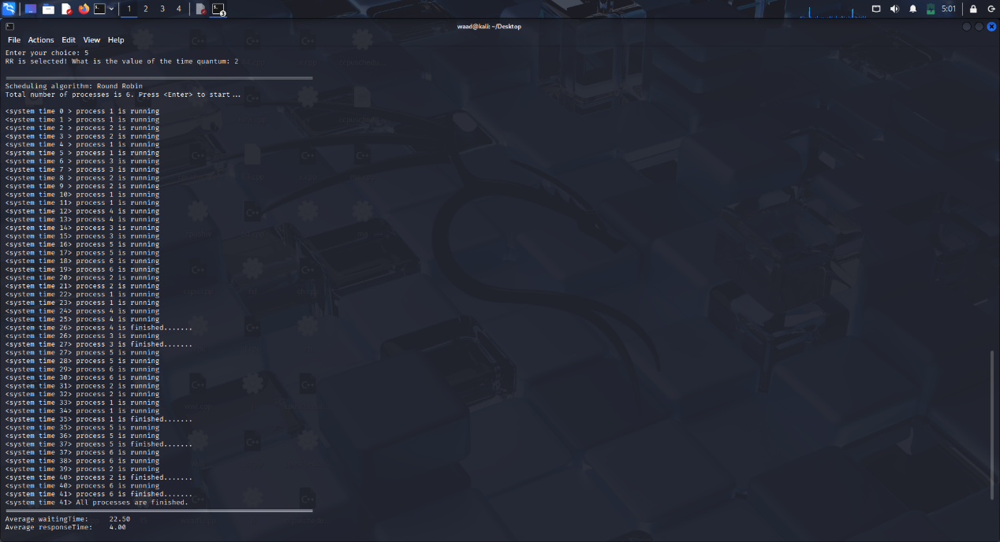 1 2 3 4 5:01
waad@kali: ~/Desktop
File Actions Edit View Help
Enter your choice: 5
RR is selected! What is the value of the time quantum: 2
Scheduling algorithm: Round Robin
Total number of processes is 6. Press <Enter> to start...
<system time 0 > process 1 is running
<system time 1 > process 1 is running
<system time 2 > process 2 is running
<system time 3 > process 2 is running
<system time 4 > process 1 is running
<system time 5 > process 1 is running
<system time 6 > process 3 is running
<system time 7 > process 3 is running
<system time 8 > process 2 is running
<system time 9 > process 2 is running
<system time 10> process 1 is running
<system time 11> process 1 is running
<system time 12> process 4 is running
<system time 13> process 4 is running
<system time 14> process 3 is running
<system time 15> process 3 is running
<system time 16> process 5 is running
<system time 17> process 5 is running
<system time 18> process 6 is running
<system time 19> process 6 is running
<system time 20> process 2 is running
<system time 21> process 2 is running
<system time 22> process 1 is running
<system time 23> process 1 is running
<system time 24> process 4 is running
<system time 25> process 4 is running
<system time 26> process 4 is finished.......
<system time 26> process 3 is running
<system time 27> process 3 is finished.......
<system time 27> process 5 is running
<system time 28> process 5 is running
<system time 29> process 6 is running
<system time 30> process 6 is running
<system time 31> process 2 is running
<system time 32> process 2 is running
<system time 33> process 1 is running
<system time 34> process 1 is running
<system time 35> process 1 is finished.......
<system time 35> process 5 is running
<system time 36> process 5 is running
<system time 37> process 5 is finished.......
<system time 37> process 6 is running
<system time 38> process 6 is running
<system time 39> process 2 is running
<system time 40> process 2 is finished.......
<system time 40> process 6 is running
<system time 41> process 6 is finished.......
<system time 41> All processes are finished.
Average waitingTime: 22.50
Average responseTime: 4.00